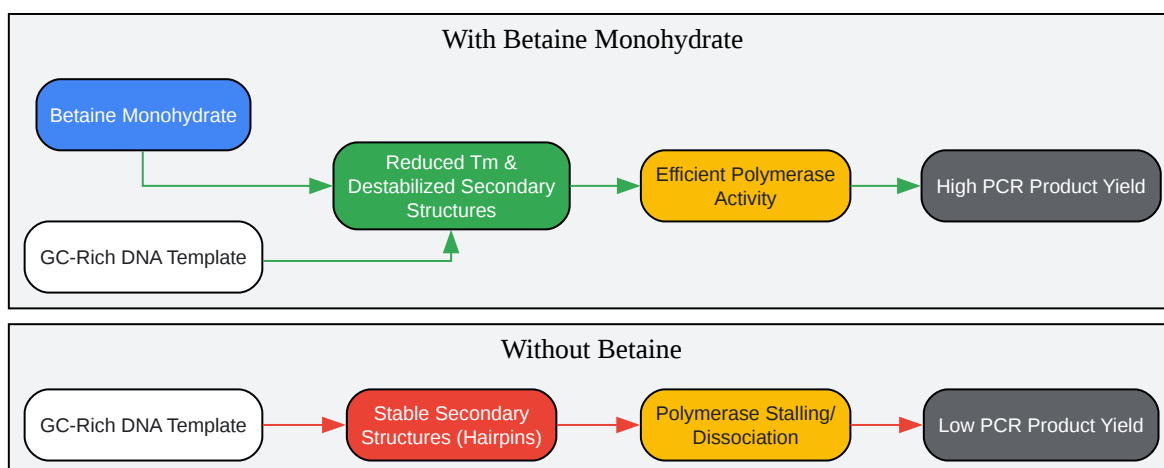 With Betaine Monohydrate
Betaine Monohydrate
Reduced Tm &
Destabilized Secondary
Structures
Efficient Polymerase
Activity
High PCR Product Yield
GC-Rich DNA Template
Without Betaine
GC-Rich DNA Template
Stable Secondary
Structures (Hairpins)
Polymerase Stalling/
Dissociation
Low PCR Product Yield